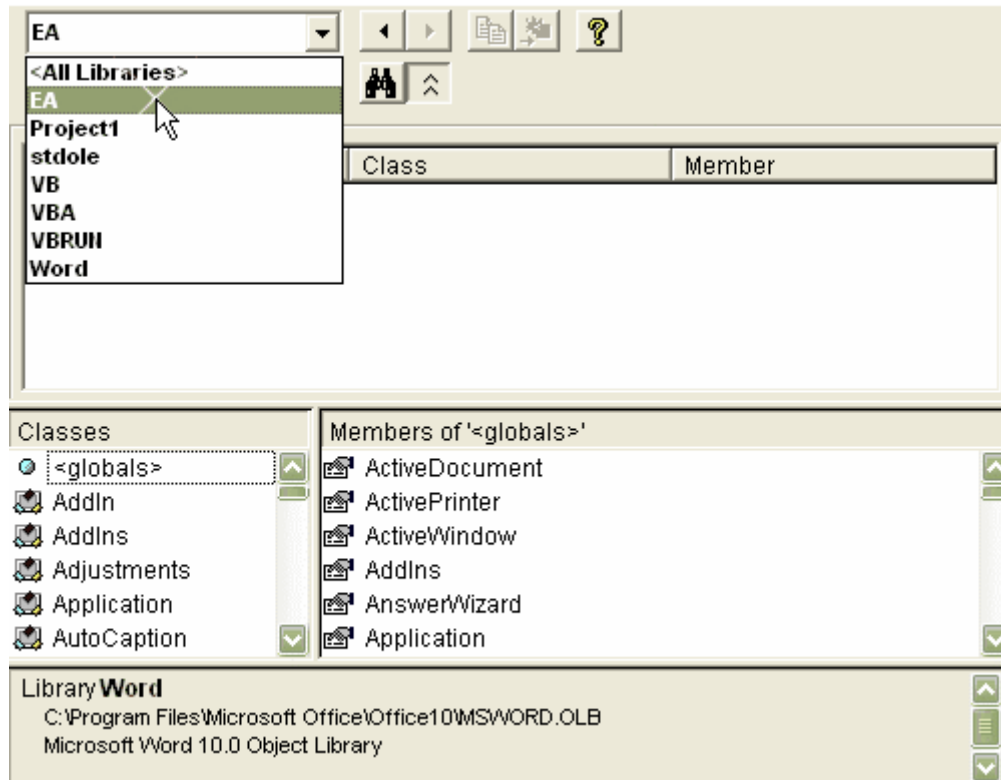 EA
<All Libraries>
EA
Project1
stdole
VB
VBA
VBRUN
Word
Class Member
Classes
<globals>
AddIn
AddIns
Adjustments
Application
AutoCaption
Members of '<globals>'
ActiveDocument
ActivePrinter
ActiveWindow
AddIns
AnswerWizard
Application
Library Word
C:\Program Files\Microsoft Office\Office10\MSWORD.OLB
Microsoft Word 10.0 Object Library